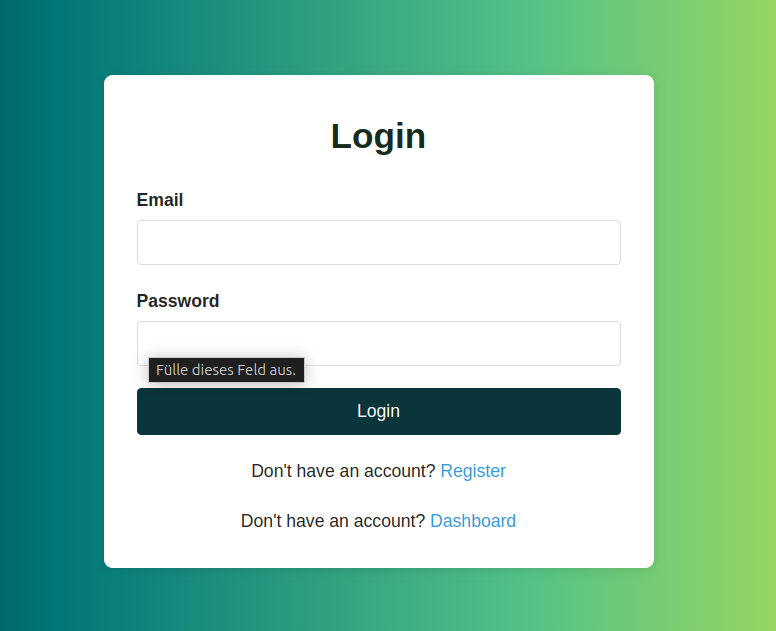 Login
Email
Password
Fülle dieses Feld aus.
Login
Don't have an account? Register
Don't have an account? Dashboard